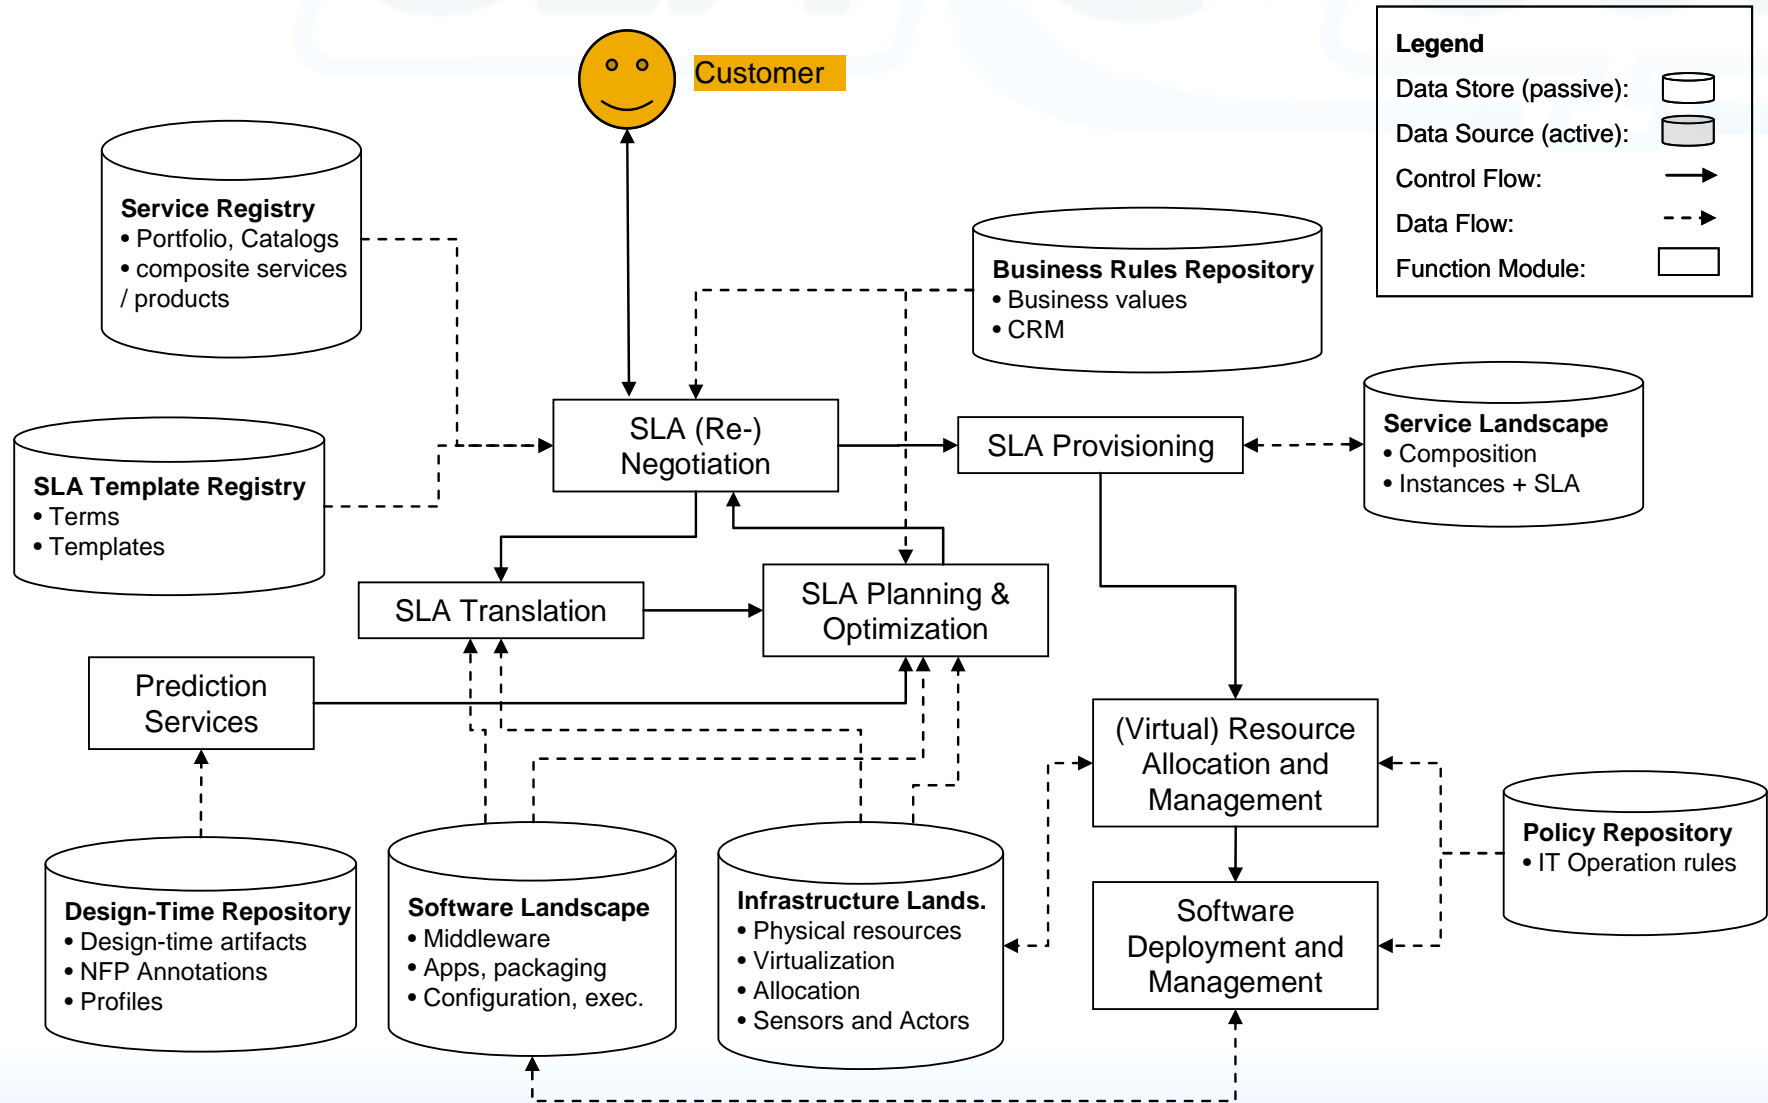 Customer
Legend
Data Store (passive):
Data Source (active):
Control Flow:
Data Flow:
Function Module:
Service Registry
• Portfolio, Catalogs
• composite services
/ products
Business Rules Repository
• Business values
• CRM
SLA Template Registry
• Terms
• Templates
SLA (Re-)
Negotiation
SLA Provisioning
Service Landscape
• Composition
• Instances + SLA
SLA Translation
SLA Planning &
Optimization
Prediction
Services
(Virtual) Resource
Allocation and
Management
Policy Repository
• IT Operation rules
Design-Time Repository
• Design-time artifacts
• NFP Annotations
• Profiles
Software Landscape
• Middleware
• Apps, packaging
• Configuration, exec.
Infrastructure Lands.
• Physical resources
• Virtualization
• Allocation
• Sensors and Actors
Software
Deployment and
Management